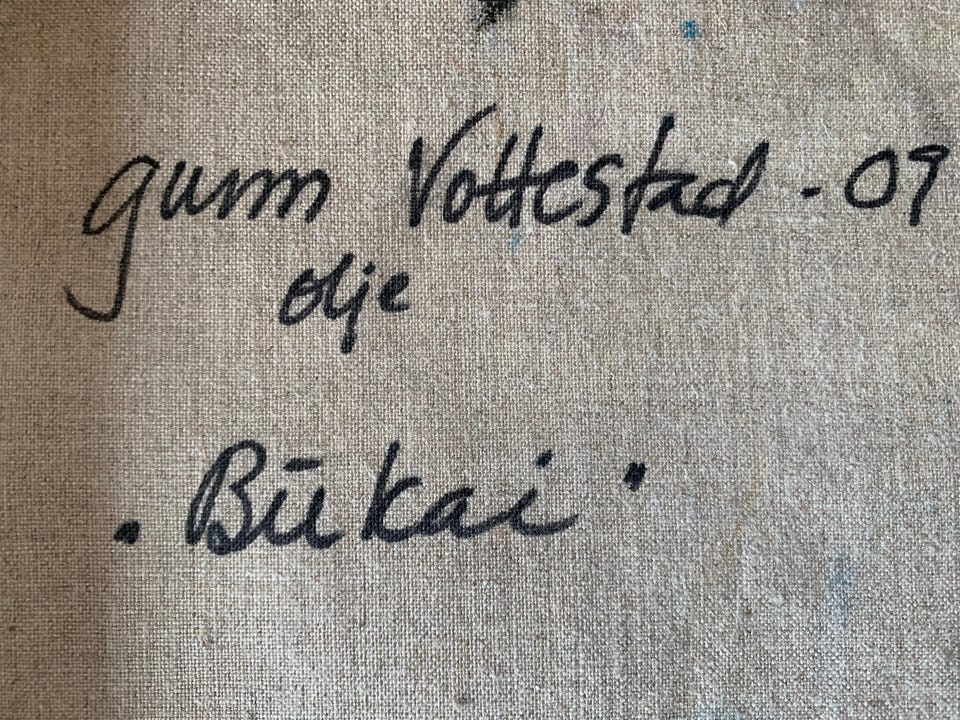 gunn Vottestad - 09
olje
"Būkai"